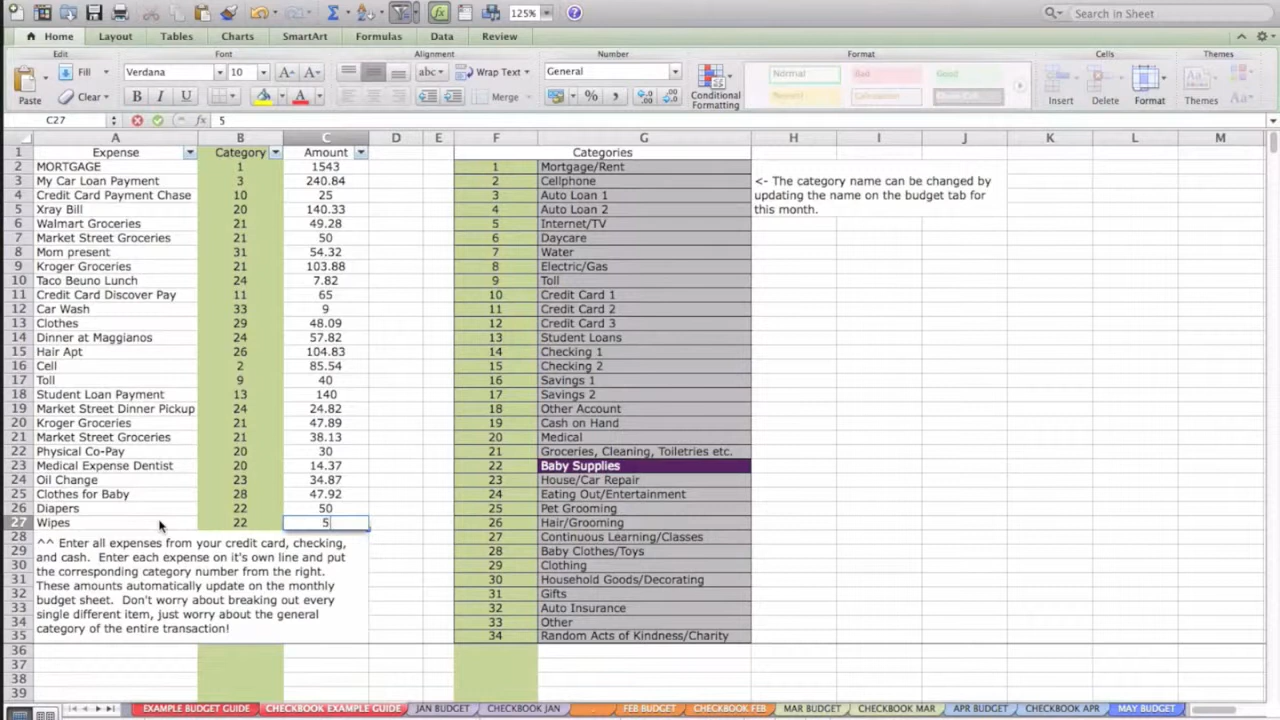 125%
Search in Sheet
Home Layout Tables Charts SmartArt Formulas Data Review
Edit Font Alignment Number Format Cells Themes
Fill Verdana 10 A A abc Wrap Text General Normal Bad Good
Paste Clear B I U A Merge % Conditional Formatting Neutral Calculation Check Cell Insert Delete Format Themes Aa
C27 fx 5
A B C D E F G H I J K L M
1 Expense Category Amount Categories
2 MORTGAGE 1 1543 1 Mortgage/Rent
3 My Car Loan Payment 3 240.84 2 Cellphone <- The category name can be changed by
4 Credit Card Payment Chase 10 25 3 Auto Loan 1 updating the name on the budget tab for
5 Xray Bill 20 140.33 4 Auto Loan 2 this month.
6 Walmart Groceries 21 49.28 5 Internet/TV
7 Market Street Groceries 21 50 6 Daycare
8 Mom present 31 54.32 7 Water
9 Kroger Groceries 21 103.88 8 Electric/Gas
10 Taco Beuno Lunch 24 7.82 9 Toll
11 Credit Card Discover Pay 11 65 10 Credit Card 1
12 Car Wash 33 9 11 Credit Card 2
13 Clothes 29 48.09 12 Credit Card 3
14 Dinner at Maggianos 24 57.82 13 Student Loans
15 Hair Apt 26 104.83 14 Checking 1
16 Cell 2 85.54 15 Checking 2
17 Toll 9 40 16 Savings 1
18 Student Loan Payment 13 140 17 Savings 2
19 Market Street Dinner Pickup 24 24.82 18 Other Account
20 Kroger Groceries 21 47.89 19 Cash on Hand
21 Market Street Groceries 21 38.13 20 Medical
22 Physical Co-Pay 20 30 21 Groceries, Cleaning, Toiletries etc.
23 Medical Expense Dentist 20 14.37 22 Baby Supplies
24 Oil Change 23 34.87 23 House/Car Repair
25 Clothes for Baby 28 47.92 24 Eating Out/Entertainment
26 Diapers 22 50 25 Pet Grooming
27 Wipes 22 5 26 Hair/Grooming
28 ^^ Enter all expenses from your credit card, checking, 27 Continuous Learning/Classes
29 and cash. Enter each expense on it's own line and put 28 Baby Clothes/Toys
30 the corresponding category number from the right. 29 Clothing
31 These amounts automatically update on the monthly 30 Household Goods/Decorating
32 budget sheet. Don't worry about breaking out every 31 Gifts
33 single different item, just worry about the general 32 Auto Insurance
34 category of the entire transaction! 33 Other
35 34 Random Acts of Kindness/Charity
36
37
38
39
EXAMPLE BUDGET GUIDE CHECKBOOK EXAMPLE GUIDE JAN BUDGET CHECKBOOK JAN . FEB BUDGET CHECKBOOK FEB MAR BUDGET CHECKBOOK MAR APR BUDGET CHECKBOOK APR MAY BUDGET